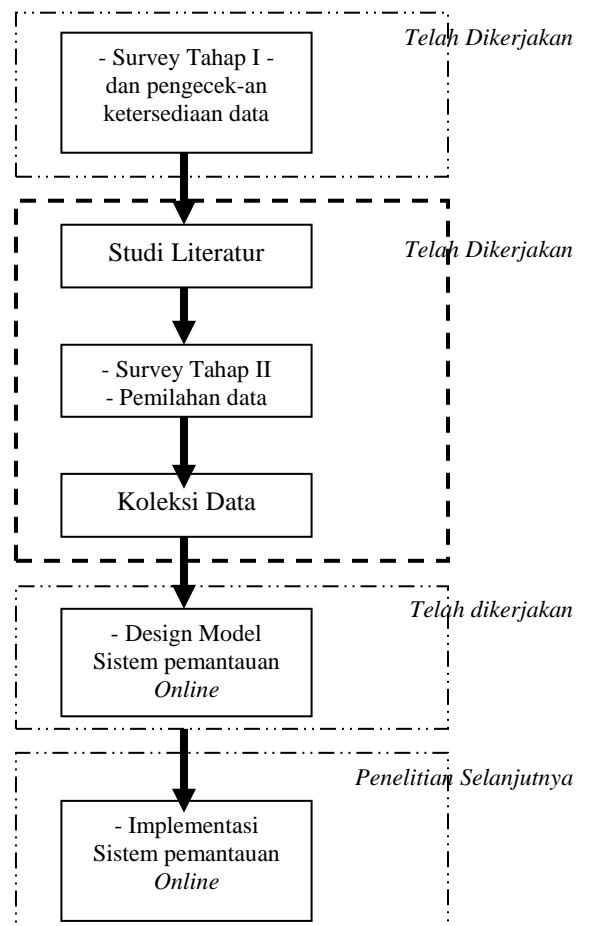 Telah Dikerjakan
- Survey Tahap I -
dan pengecek-an
ketersediaan data
Studi Literatur
Telah Dikerjakan
- Survey Tahap II
- Pemilahan data
Koleksi Data
Telah dikerjakan
- Design Model
Sistem pemantauan
Online
Penelitian Selanjutnya
- Implementasi
Sistem pemantauan
Online